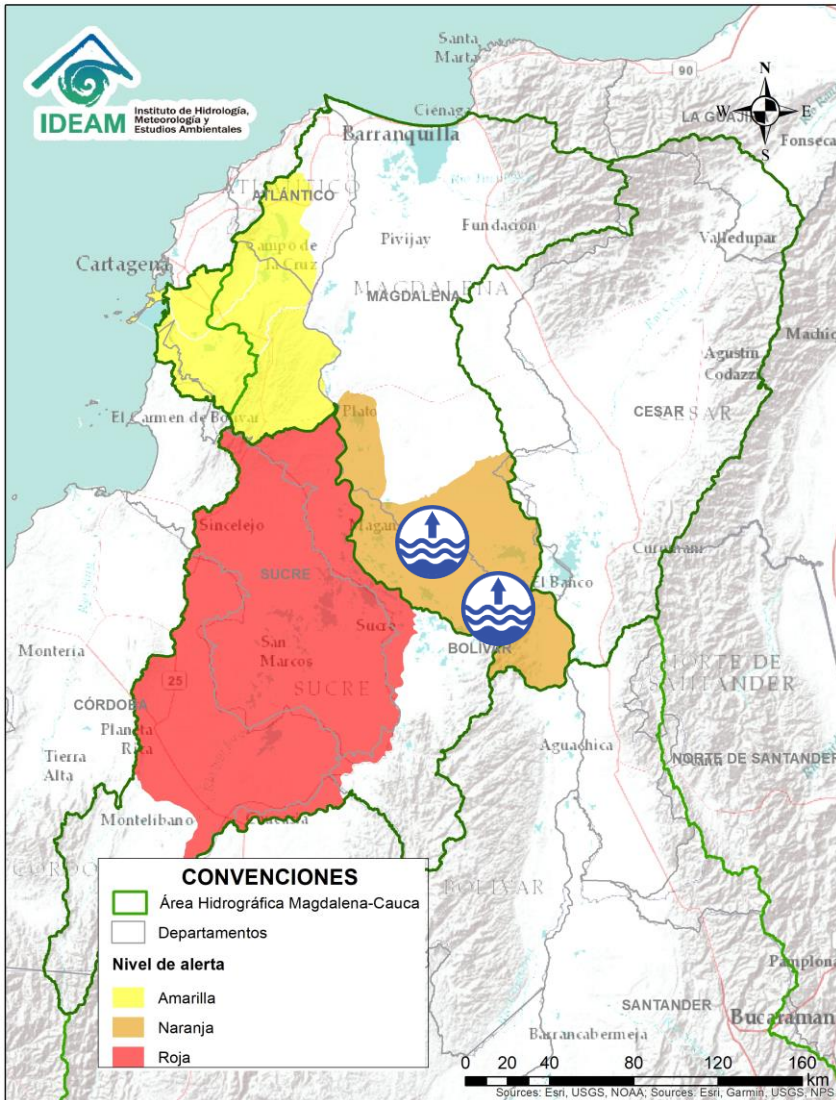 IDEAM
Instituto de Hidrología,
Meteorología y
Estudios Ambientales
Santa
Marta
90
N
W
E
S
Ciénaga
LA GUAJIRA
Barranquilla
Fonseca
ATLÁNTICO
ATLÁNTICO
Pivijay
Fundación
Valledupar
Campo de
la Cruz
Cartagena
MAGDALENA
MAGDALENA
Agustín
Codazzi
El Carmen de Bolívar
Plato
CESAR
CESAR
Sincelejo
El Banco
SUCRE
Sucre
San
Marcos
SUCRE
BOLÍVAR
Montería
25
CÓRDOBA
NORTE DE
SANTANDER
Planeta
Rica
Tierra
Alta
Aguachica
NORTE DE SANTANDER
Montelíbano
BOLÍVAR
CONVENCIONES
Área Hidrográfica Magdalena-Cauca
Departamentos
Nivel de alerta
Amarilla
Naranja
Roja
Pamplona
SANTANDER
Bucaraman
Barrancabermeja
0 20 40 80 120 160
km
Sources: Esri, USGS, NOAA; Sources: Esri, Garmin, USGS, NPS